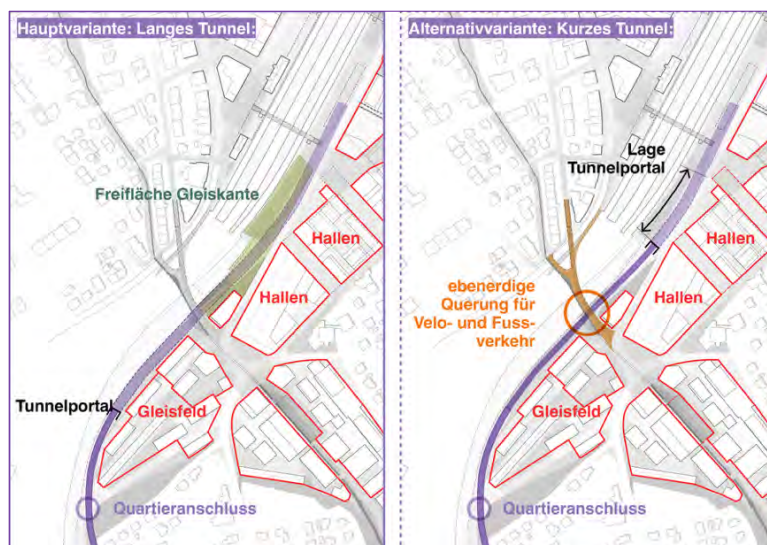 Hauptvariante: Langes Tunnel:
Freifläche Gleiskante
Hallen
Hallen
Tunnelportal
Gleisfeld
Quartieranschluss
Alternativvariante: Kurzes Tunnel:
Lage
Tunnelportal
Hallen
Hallen
ebenerdige
Querung für
Velo- und Fuss-
verkehr
Gleisfeld
Quartieranschluss